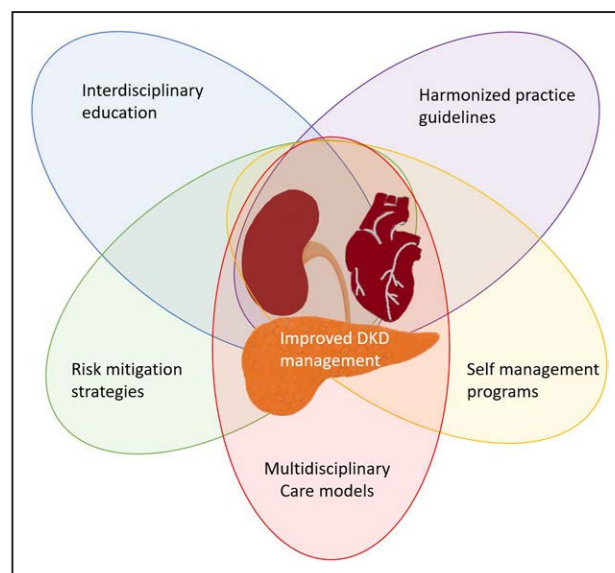 Interdisciplinary
education
Harmonized practice
guidelines
Improved DKD
management
Risk mitigation
strategies
Self management
programs
Multidisciplinary
Care models